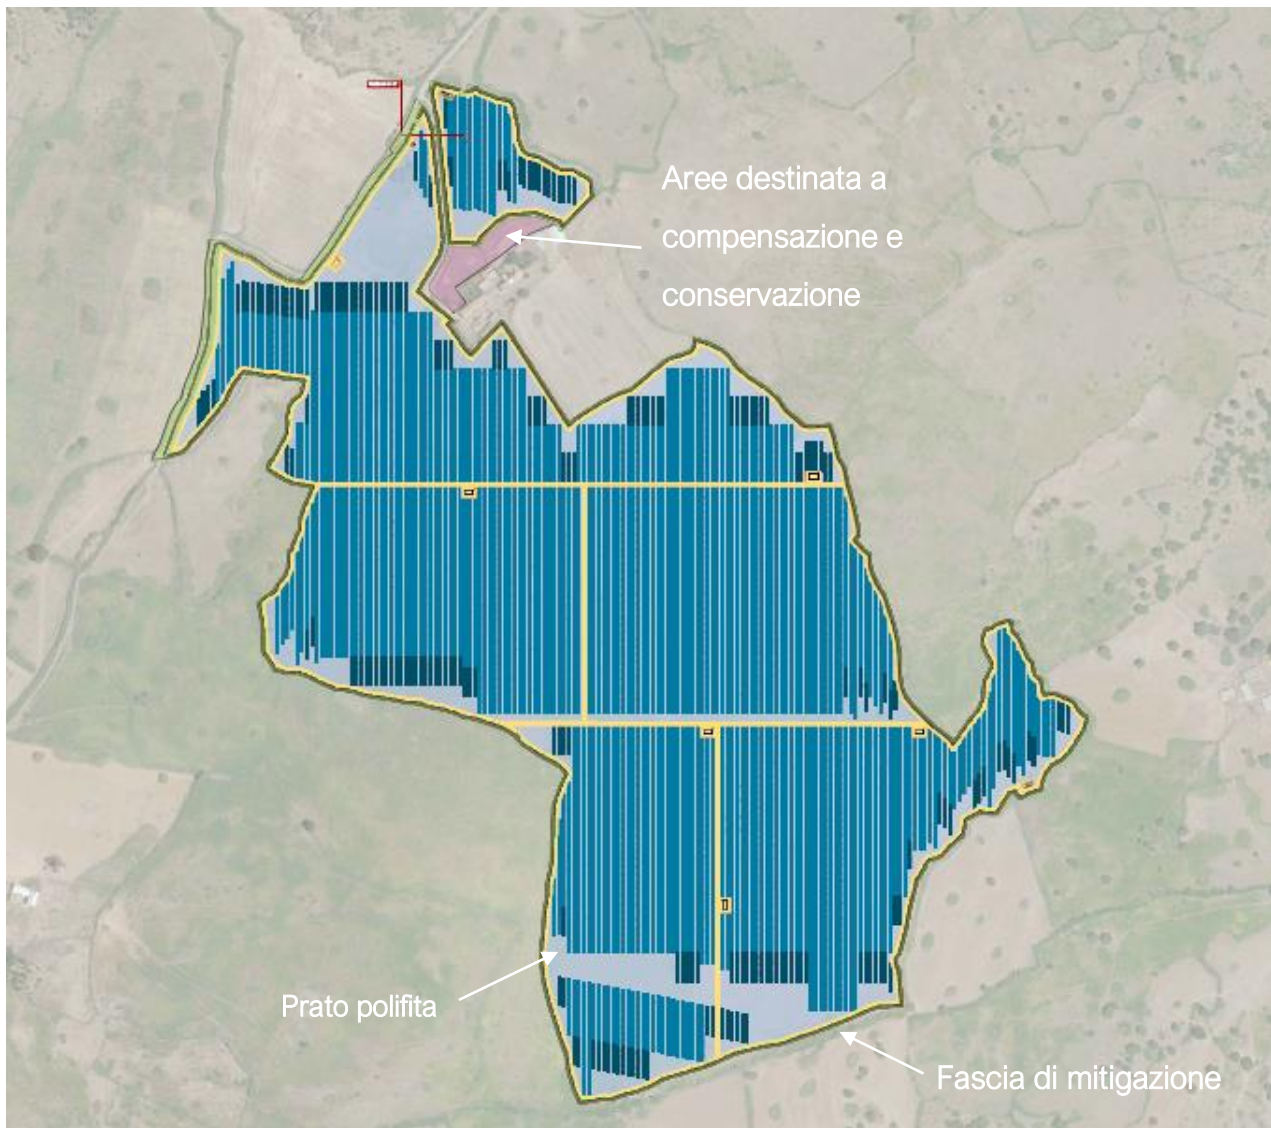 Aree destinata a
compensazione e
conservazione
Prato polifita
Fascia di mitigazione